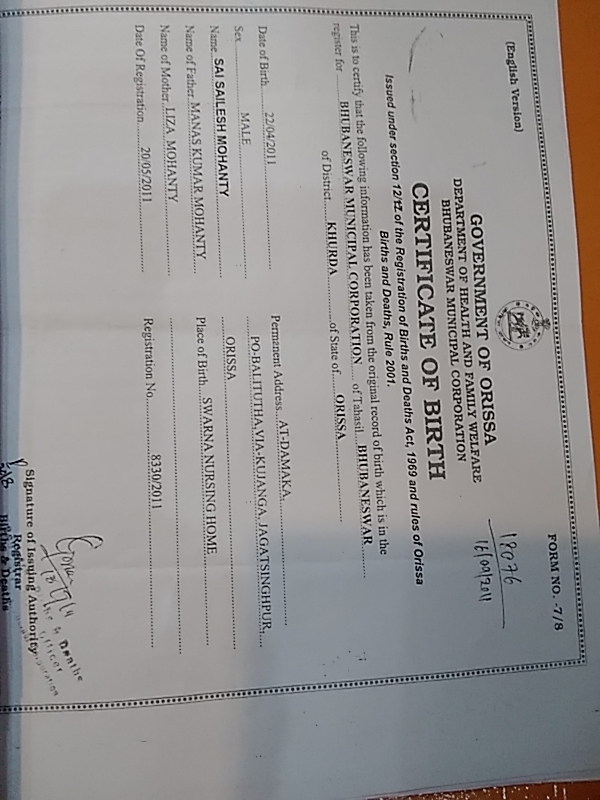 (English Version)
FORM NO. -7/8
18076
16/09/2011
GOVERNMENT OF ORISSA
DEPARTMENT OF HEALTH AND FAMILY WELFARE
BHUBANESWAR MUNICIPAL CORPORATION
CERTIFICATE OF BIRTH
Issued under section 12/17 of the Registration of Births and Deaths Act, 1969 and rules of Orissa
Births and Deaths, Rule 2001.
This is to certify that the following information has been taken from the original record of birth which is in the
register for ........ BHUBANESWAR MUNICIPAL CORPORATION ..... of Tahasil ... BHUBANESWAR .....
of District ..... KHURDA ............ of State of ..... ORISSA ............
Date of Birth ........ 22/04/2011 ........ Permanent Address... AT-DAMAKA,
Sex ............ MALE ............ PO-BALITUTHA,VIA-KUJANGA, JAGATSINGHPUR,....
Name. SAI SAILESH MOHANTY ORISSA
Name of Father. MANAS KUMAR MOHANTY Place of Birth.... SWARNA NURSING HOME
Name of Mother. LIZA MOHANTY
Date Of Registration ..... 20/05/2011 ........ Registration No. ............ 8330/2011
Signature of Issuing Authority
Registrar
Births & Deaths